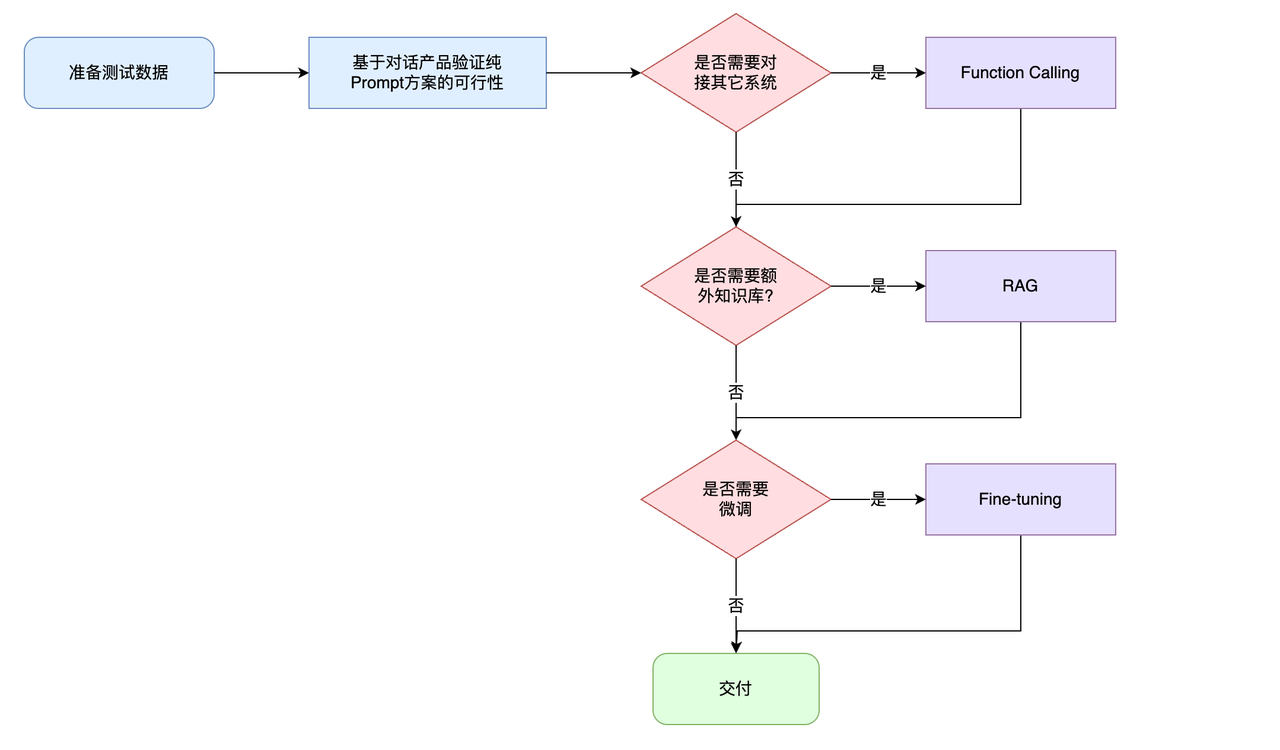 准备测试数据
基于对话产品验证纯
Prompt方案的可行性
是否需要对
接其它系统
是
Function Calling
否
是否需要额
外知识库?
是
RAG
否
是否需要
微调
是
Fine-tuning
否
交付